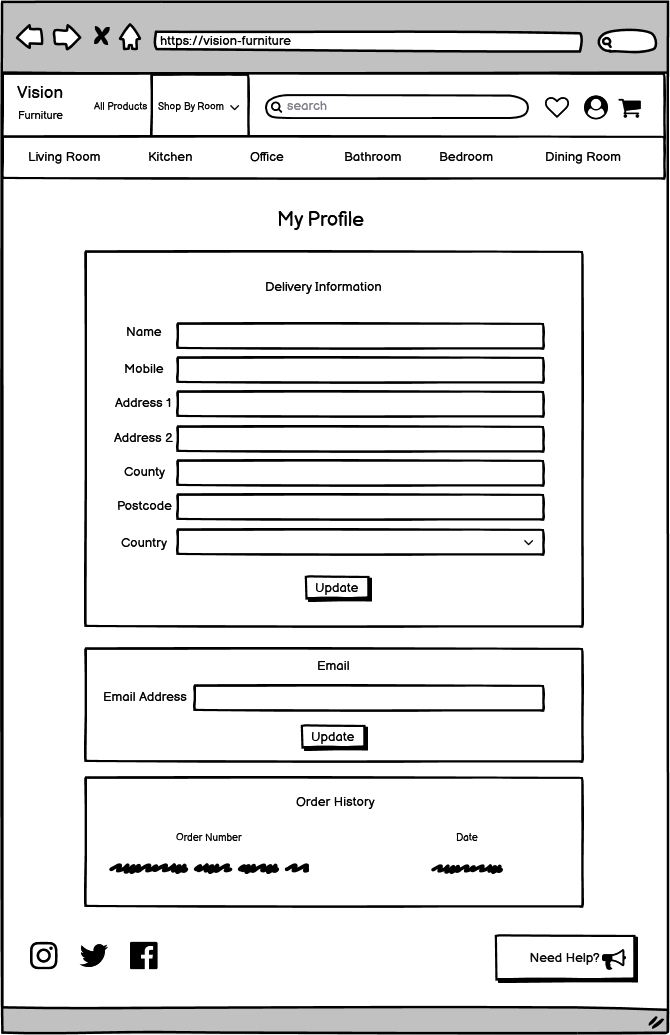 https://vision-furniture
Vision
Furniture
All Products
Shop By Room
search
Living Room
Kitchen
Office
Bathroom
Bedroom
Dining Room
My Profile
Delivery Information
Name
Mobile
Address 1
Address 2
County
Postcode
Country
Update
Email
Email Address
Update
Order History
Order Number
Date
Need Help?